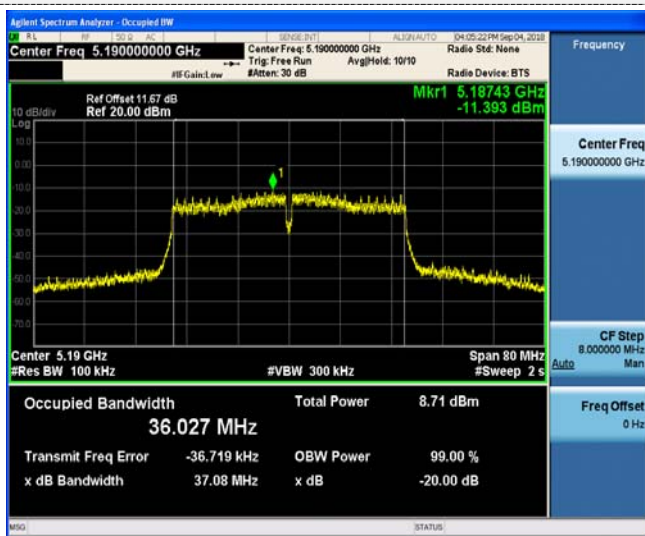 Agilent Spectrum Analyzer - Occupied BW
RL RF 50 Ω AC SENSE:INT ALIGN AUTO 04:05:22 PM Sep 04, 2018
Center Freq 5.190000000 GHz
Center Freq: 5.190000000 GHz Radio Std: None
Trig: Free Run Avg|Hold: 10/10
#IFGain:Low #Atten: 30 dB Radio Device: BTS
Frequency
Ref Offset 11.67 dB
10 dB/div Ref 20.00 dBm
Mkr1 5.18743 GHz
-11.393 dBm
Log
10.0
0.00
-10.0
-20.0
-30.0
-40.0
-50.0
-60.0
-70.0
1
Center 5.19 GHz Span 80 MHz
#Res BW 100 kHz #VBW 300 kHz #Sweep 2 s
Occupied Bandwidth Total Power 8.71 dBm
36.027 MHz
Transmit Freq Error -36.719 kHz OBW Power 99.00 %
x dB Bandwidth 37.08 MHz x dB -20.00 dB
Center Freq
5.190000000 GHz
CF Step
8.000000 MHz
Auto Man
Freq Offset
0 Hz
MSG STATUS